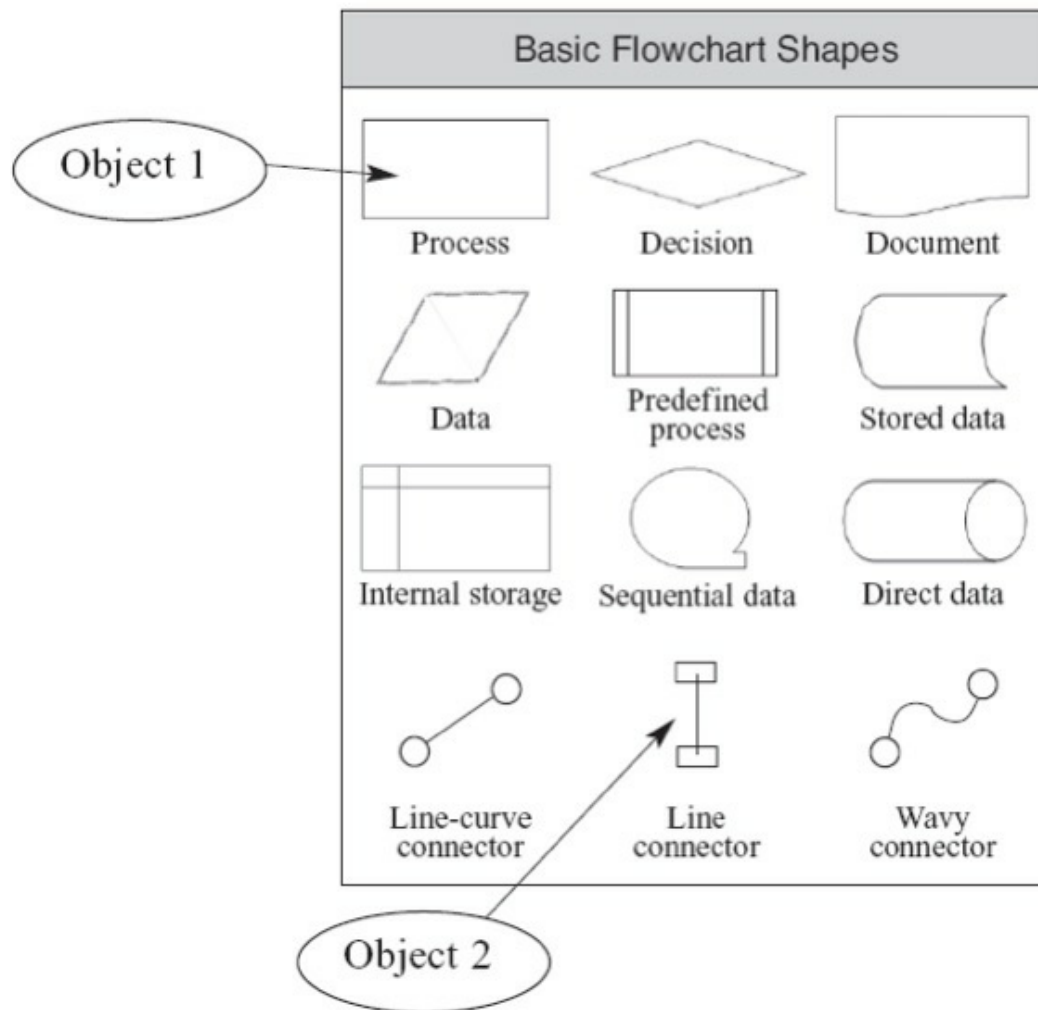 Basic Flowchart Shapes
Object 1
Process
Decision
Document
Data
Predefined
process
Stored data
Internal storage
Sequential data
Direct data
Line-curve
connector
Line
connector
Wavy
connector
Object 2